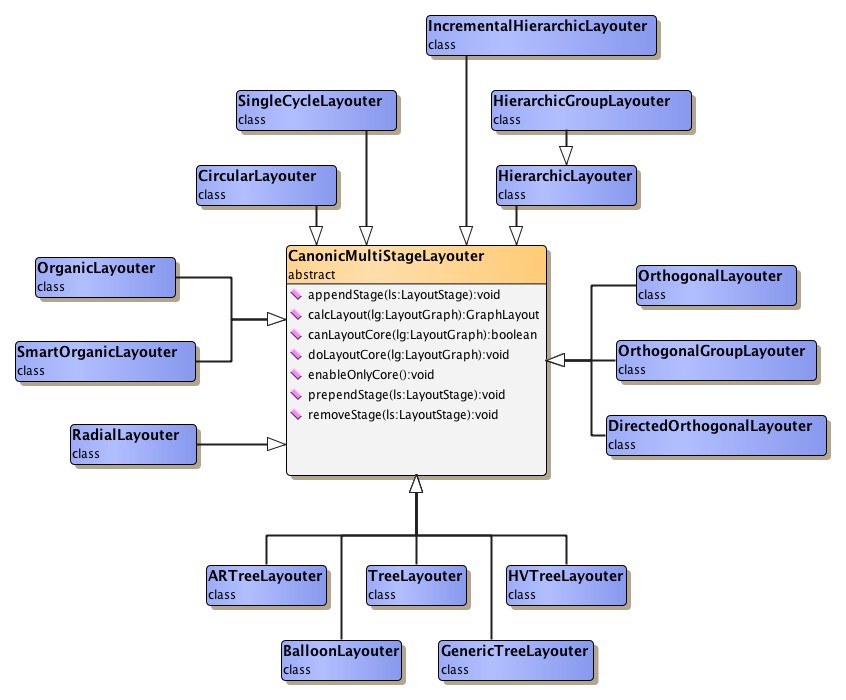 IncrementalHierarchicLayouter
class
SingleCycleLayouter
class
HierarchicGroupLayouter
class
CircularLayouter
class
HierarchicLayouter
class
CanonicMultiStageLayouter
abstract
appendStage(ls:LayoutStage):void
calcLayout(lg:LayoutGraph):GraphLayout
canLayoutCore(lg:LayoutGraph):boolean
doLayoutCore(lg:LayoutGraph):void
enableOnlyCore():void
prependStage(ls:LayoutStage):void
removeStage(ls:LayoutStage):void
OrganicLayouter
class
SmartOrganicLayouter
class
RadialLayouter
class
OrthogonalLayouter
class
OrthogonalGroupLayouter
class
DirectedOrthogonalLayouter
class
ARTreeLayouter
class
TreeLayouter
class
HVTreeLayouter
class
BalloonLayouter
class
GenericTreeLayouter
class